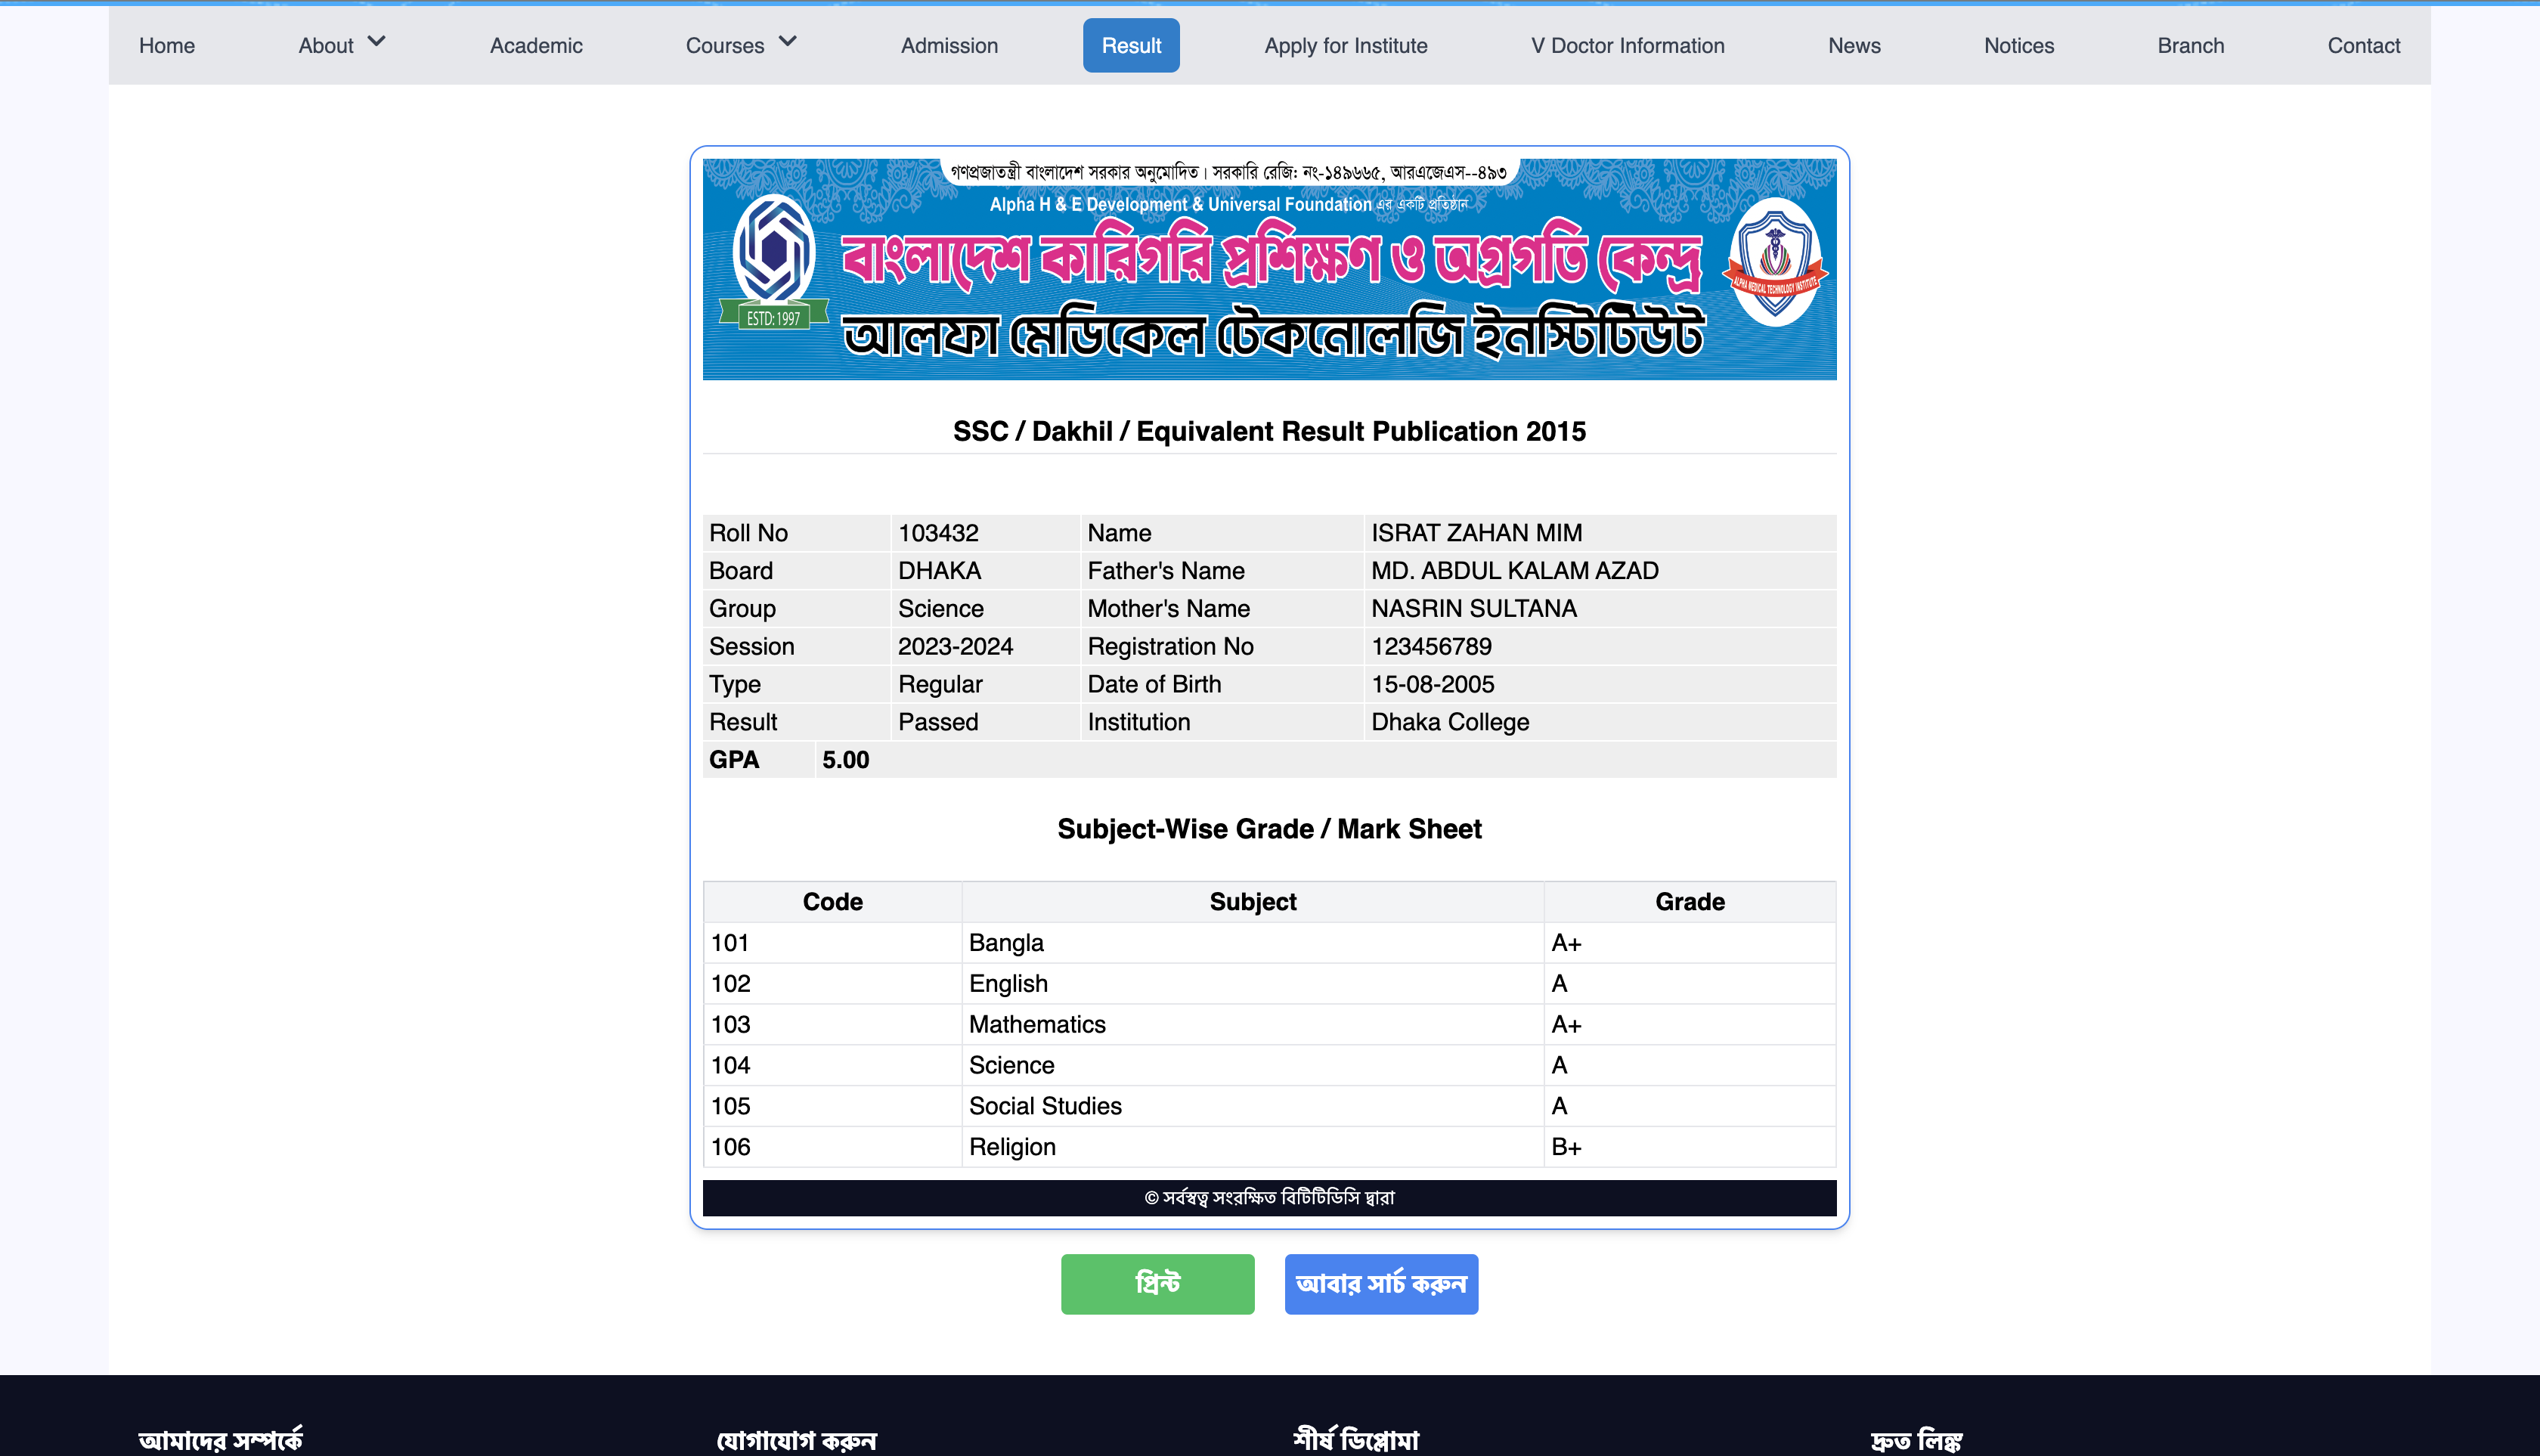 Home About Academic Courses Admission Result Apply for Institute V Doctor Information News Notices Branch Contact
গণপ্রজাতন্ত্রী বাংলাদেশ সরকার অনুমোদিত। সরকারি রেজি: নং-১৪৯৬৬৫, আরএজেএস--৪৯৩
Alpha H & E Development & Universal Foundation এর একটি প্রতিষ্ঠান
বাংলাদেশ কারিগরি প্রশিক্ষণ ও অগ্রগতি কেন্দ্র
আলফা মেডিকেল টেকনোলজি ইনস্টিটিউট
ESTD: 1997
ALPHA MEDICAL TECHNOLOGY INSTITUTE
SSC / Dakhil / Equivalent Result Publication 2015
Roll No 103432 Name ISRAT ZAHAN MIM
Board DHAKA Father's Name MD. ABDUL KALAM AZAD
Group Science Mother's Name NASRIN SULTANA
Session 2023-2024 Registration No 123456789
Type Regular Date of Birth 15-08-2005
Result Passed Institution Dhaka College
GPA 5.00
Subject-Wise Grade / Mark Sheet
Code Subject Grade
101 Bangla A+
102 English A
103 Mathematics A+
104 Science A
105 Social Studies A
106 Religion B+
© সর্বস্বত্ব সংরক্ষিত বিটিটিডিসি দ্বারা
প্রিন্ট আবার সার্চ করুন
আমাদের সম্পর্কে যোগাযোগ করুন শীর্ষ ডিপ্লোমা দ্রুত লিঙ্ক